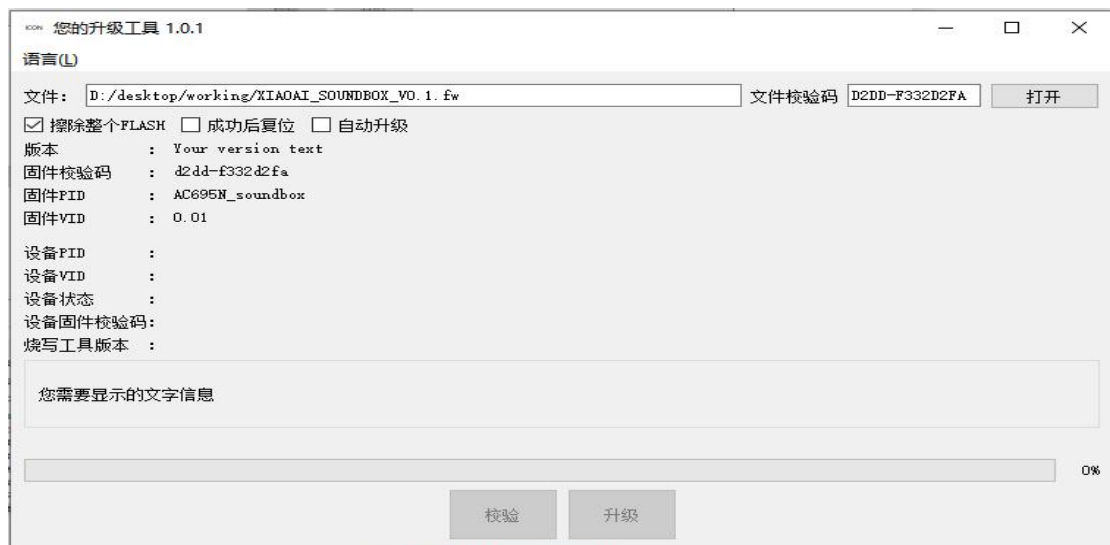 ICON 您的升级工具 1.0.1
语言(L)
文件: D:/desktop/working/XIAOAI_SOUNDBOX_V0.1.fw 文件校验码 D2DD-F332D2FA 打开
擦除整个FLASH 成功后复位 自动升级
版本 : Your version text
固件校验码 : d2dd-f332d2fa
固件PID : AC695N_soundbox
固件VID : 0.01
设备PID :
设备VID :
设备状态 :
设备固件校验码:
烧写工具版本 :
您需要显示的文字信息
0%
校验 升级